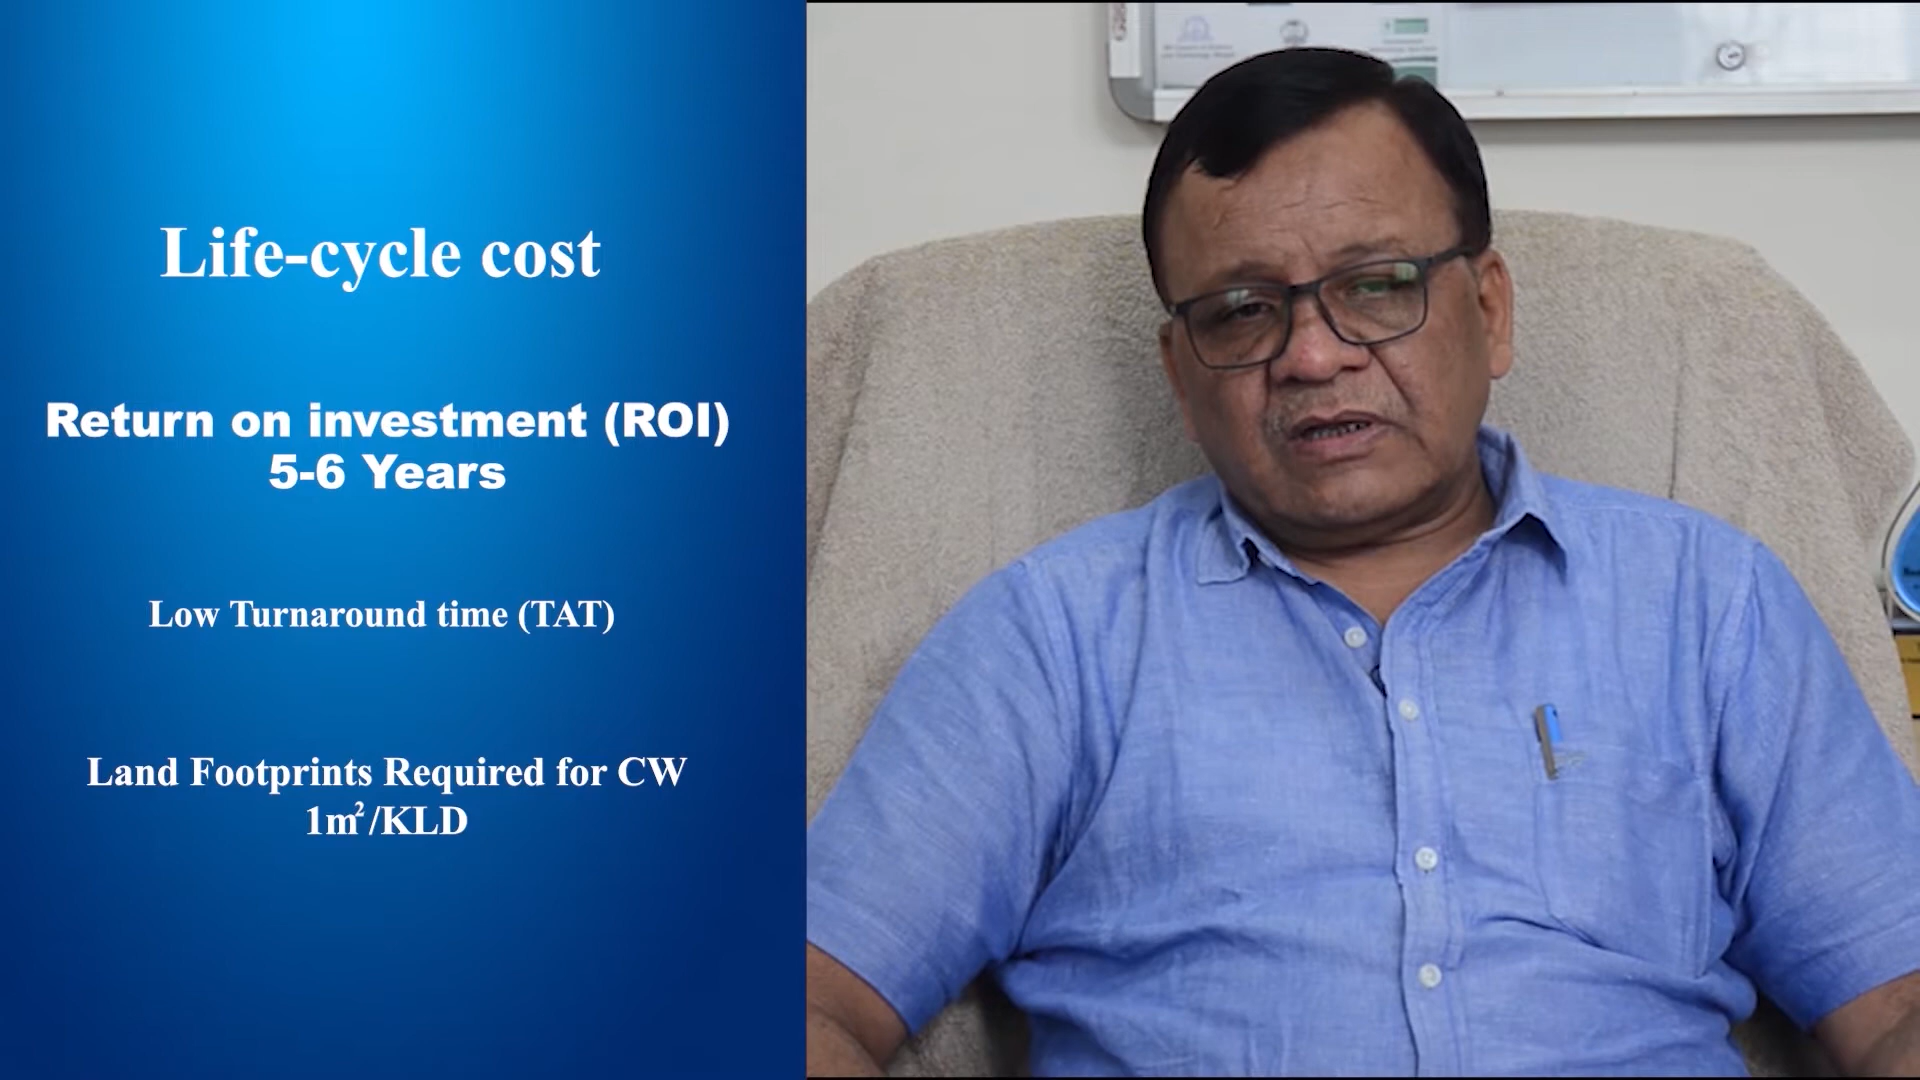 Life-cycle cost
Return on investment (ROI)
5-6 Years
Low Turnaround time (TAT)
Land Footprints Required for CW
1m²/KLD